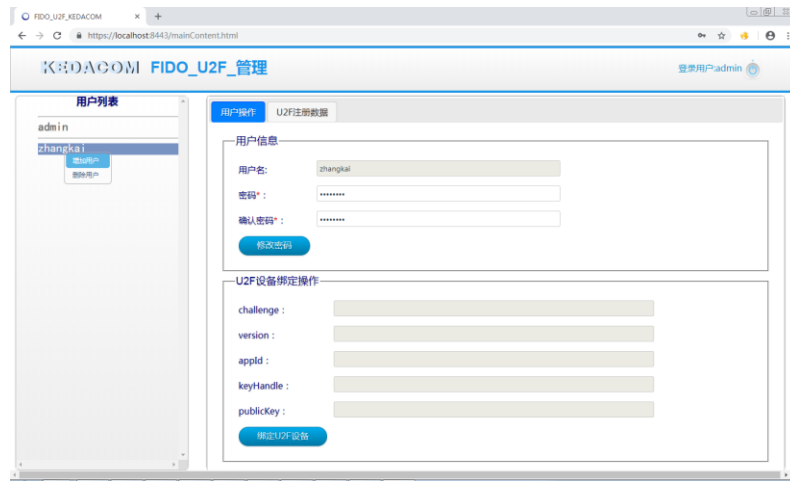 FIDO_U2F_KEDACOM
https://localhost:8443/mainContent.html
KEDACOM FIDO_U2F_管理
登录用户:admin
用户列表
admin
zhangkai
增加用户
删除用户
用户操作 U2F注册数据
用户信息
用户名: zhangkai
密码*： ••••••••
确认密码*： ••••••••
修改密码
U2F设备绑定操作
challenge：
version：
appId：
keyHandle：
publicKey：
绑定U2F设备